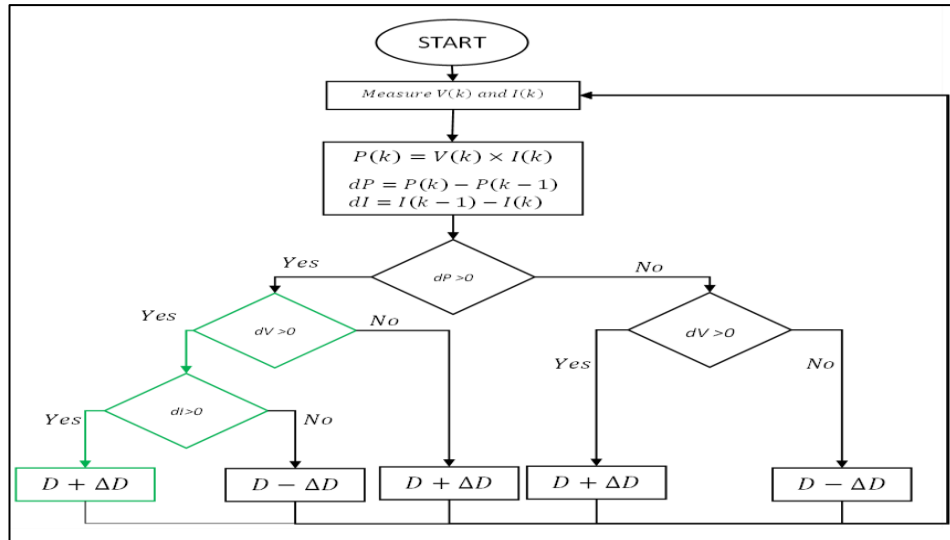 START
Measure V(k) and I(k)
P(k) = V(k) × I(k)
dP = P(k) − P(k − 1)
dI = I(k − 1) − I(k)
dP >0
Yes
No
dV >0
Yes
No
dV >0
Yes
No
dI>0
Yes
No
D + ΔD
D − ΔD
D + ΔD
D + ΔD
D − ΔD